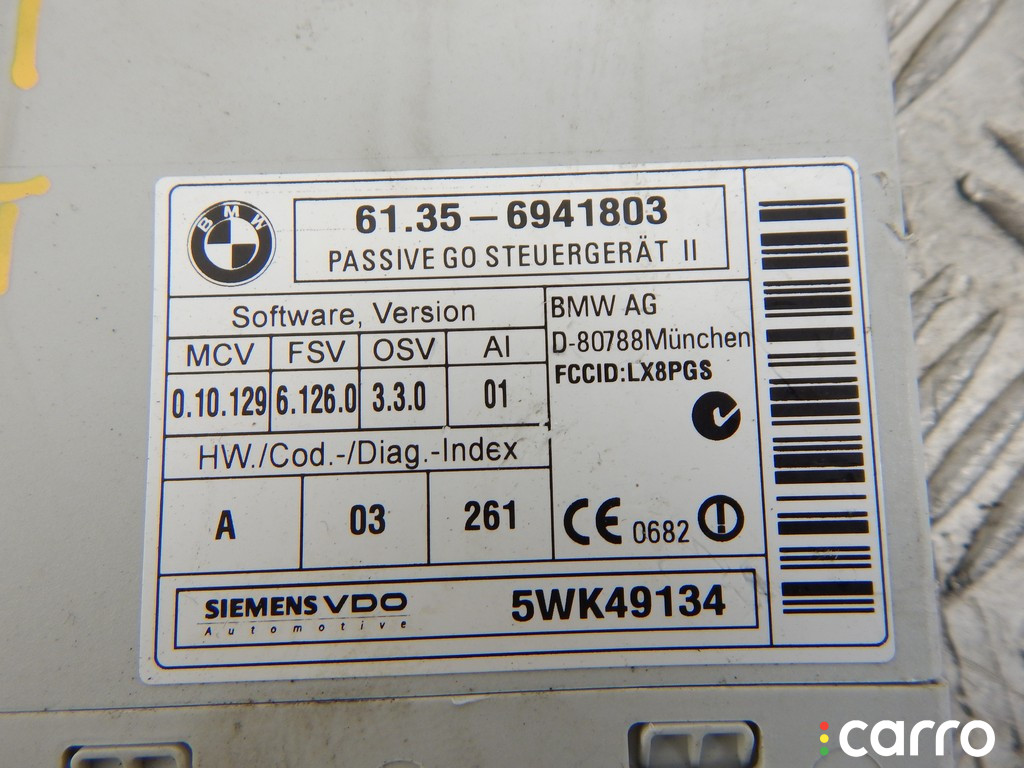 BMW
61.35 – 6941803
PASSIVE GO STEUERGERÄT II
Software, Version
MCV FSV OSV AI
0.10.129 6.126.0 3.3.0 01
HW./Cod.-/Diag.-Index
A 03 261
BMW AG
D-80788München
FCCID:LX8PGS
CE 0682
SIEMENS VDO
Automotive
5WK49134
carro